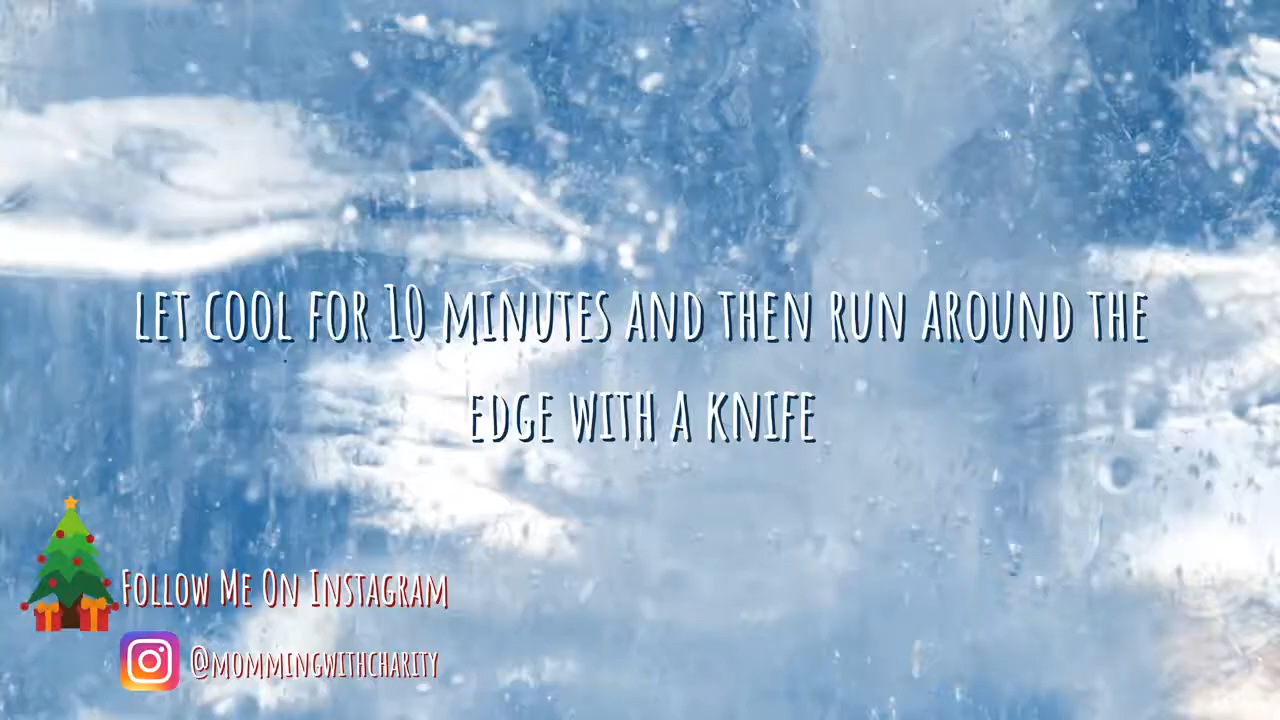 LET COOL FOR 10 MINUTES AND THEN RUN AROUND THE
EDGE WITH A KNIFE
Follow Me On Instagram
@mommingwithcharity